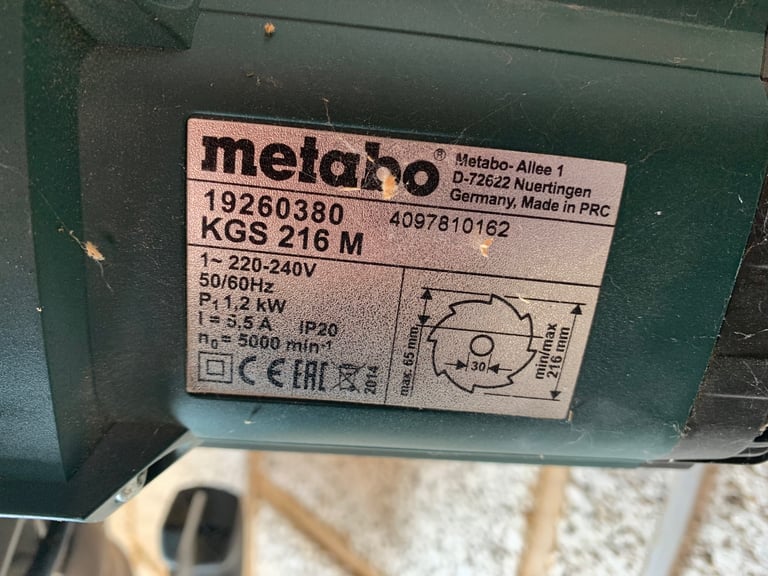 metabo®
Metabo-Allee 1
D-72622 Nuertingen
Germany, Made in PRC
19260380
4097810162
KGS 216 M
1~ 220-240V
50/60Hz
P₁ 1,2 kW
I = 5,5 A IP20
n₀= 5000 min-¹
CE EAC 2014
max. 65 mm
30
min/max
216 mm